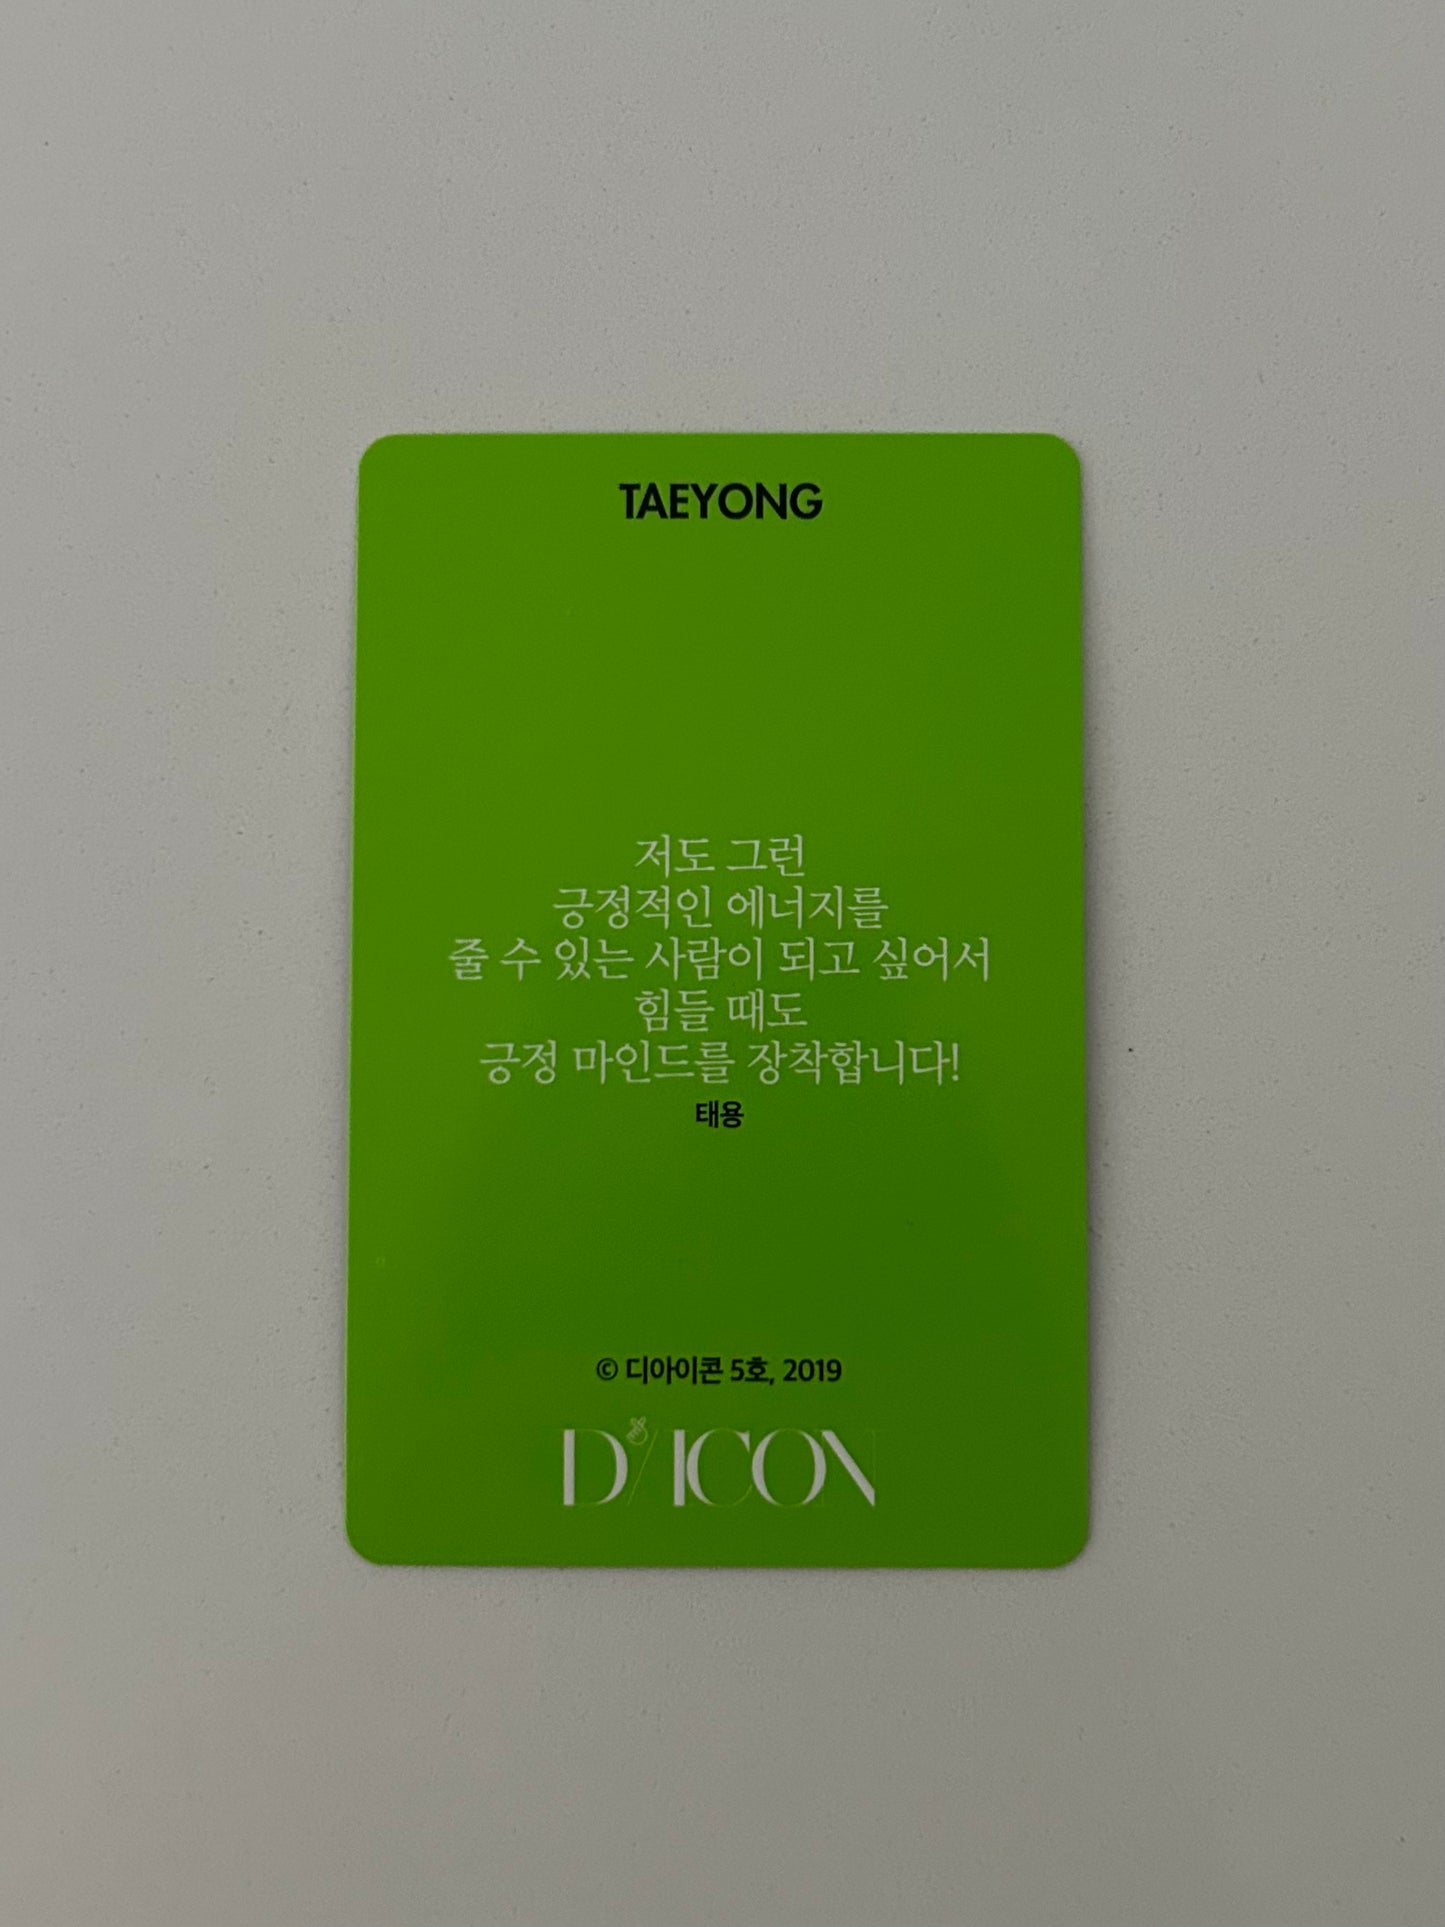 TAEYONG
저도 그런
긍정적인 에너지를
줄 수 있는 사람이 되고 싶어서
힘들 때도
긍정 마인드를 장착합니다!
태용
© 디아이콘 5호, 2019
D/ICON